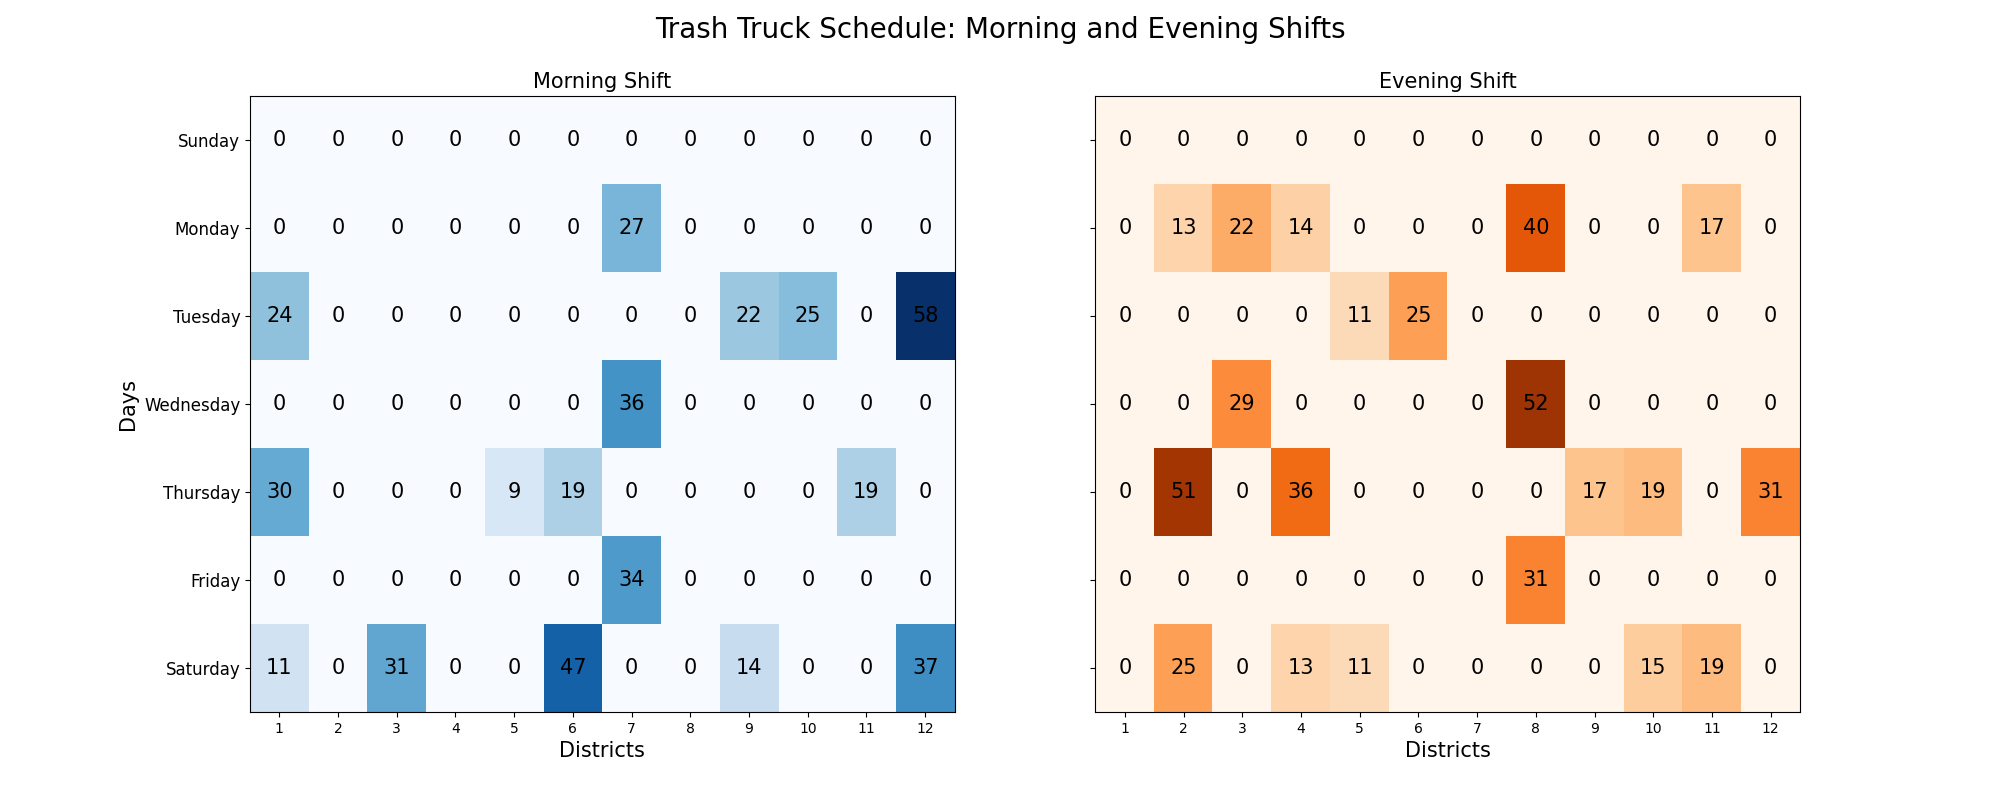 Trash Truck Schedule: Morning and Evening Shifts
Morning Shift
Evening Shift
Days
Sunday 0 0 0 0 0 0 0 0 0 0 0 0 0 0 0 0 0 0 0 0 0 0 0 0
Monday 0 0 0 0 0 0 27 0 0 0 0 0 0 13 22 14 0 0 0 40 0 0 17 0
Tuesday 24 0 0 0 0 0 0 0 22 25 0 58 0 0 0 0 11 25 0 0 0 0 0 0
Wednesday 0 0 0 0 0 0 36 0 0 0 0 0 0 0 29 0 0 0 0 52 0 0 0 0
Thursday 30 0 0 0 9 19 0 0 0 0 19 0 0 51 0 36 0 0 0 0 17 19 0 31
Friday 0 0 0 0 0 0 34 0 0 0 0 0 0 0 0 0 0 0 0 31 0 0 0 0
Saturday 11 0 31 0 0 47 0 0 14 0 0 37 0 25 0 13 11 0 0 0 0 15 19 0
1 2 3 4 5 6 7 8 9 10 11 12 1 2 3 4 5 6 7 8 9 10 11 12
Districts
Districts